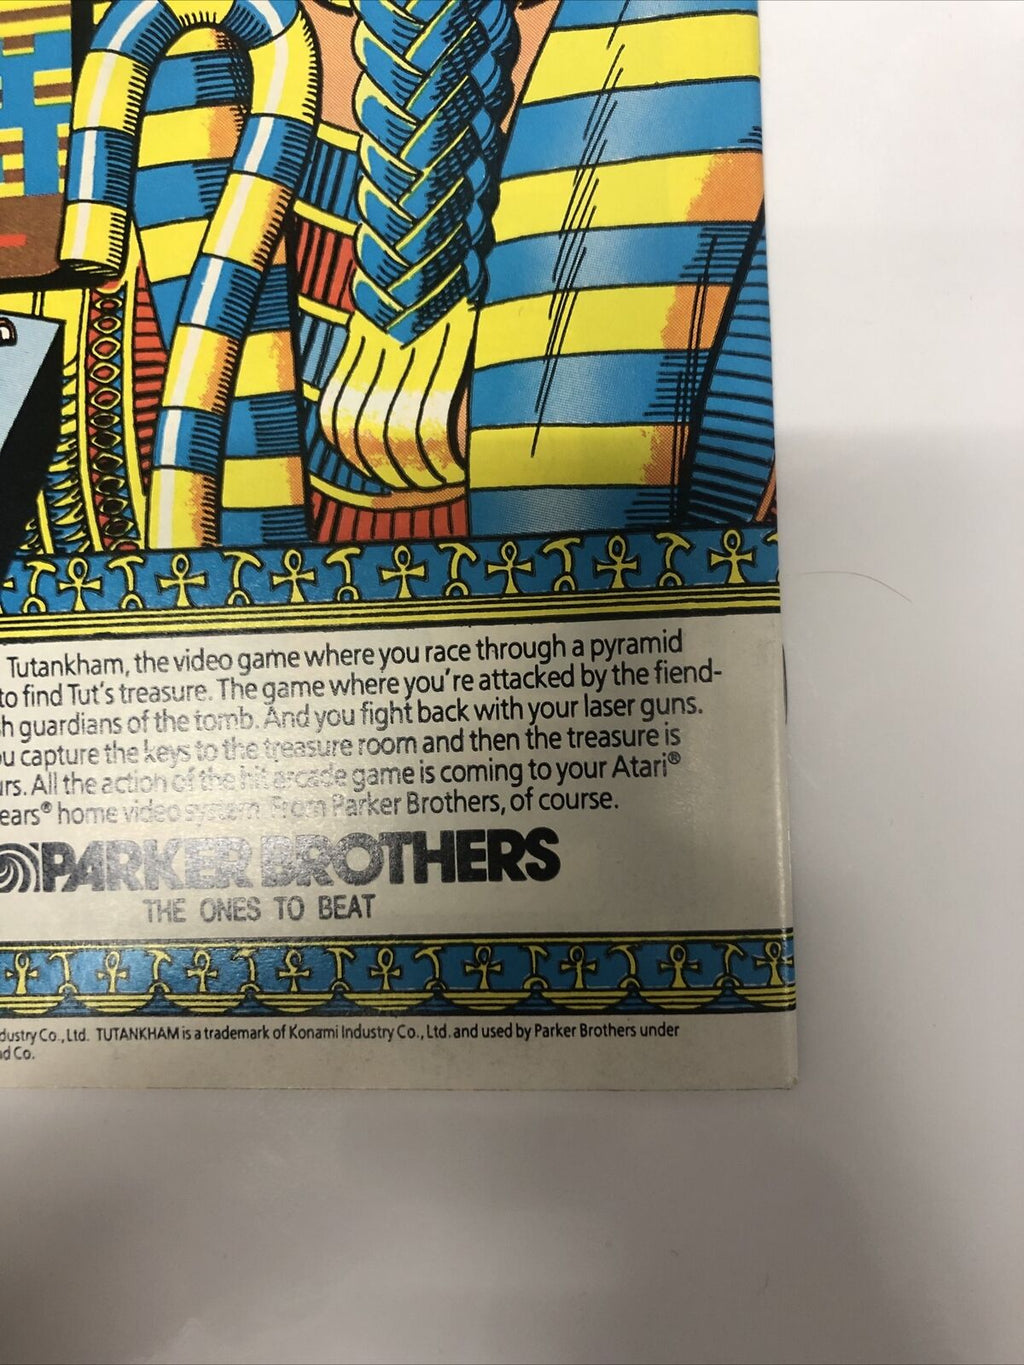 Tutankham, the video game where you race through a pyramid
to find Tut's treasure. The game where you're attacked by the fiend-
h guardians of the tomb. And you fight back with your laser guns.
u capture the keys to the treasure room and then the treasure is
urs. All the action of the hit arcade game is coming to your Atari®
ears® home video system. From Parker Brothers, of course.
PARKER BROTHERS
THE ONES TO BEAT
dustry Co., Ltd. TUTANKHAM is a trademark of Konami Industry Co., Ltd. and used by Parker Brothers under
d Co.